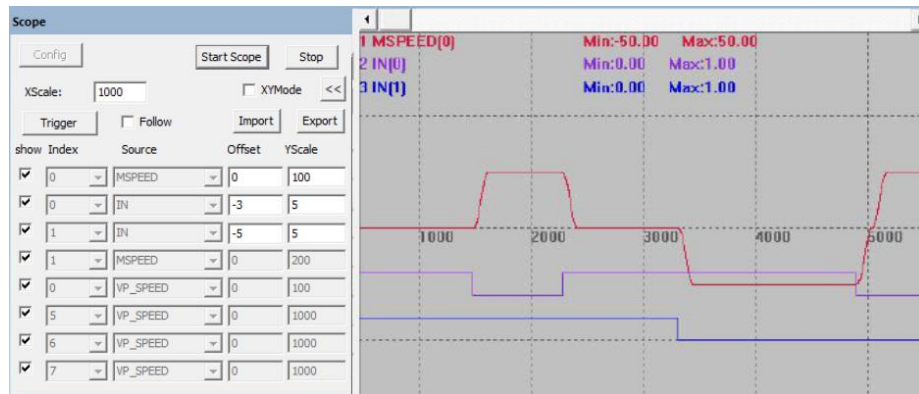 Scope
Config
Start Scope
Stop
XScale:
1000
XYMode
<<
Trigger
Follow
Import
Export
show Index Source Offset YScale
0 MSPEED 0 100
0 IN -3 5
1 IN -5 5
1 MSPEED 0 200
0 VP_SPEED 0 100
5 VP_SPEED 0 1000
6 VP_SPEED 0 1000
7 VP_SPEED 0 1000
1 MSPEED(0) Min:-50.00 Max:50.00
2 IN(0) Min:0.00 Max:1.00
3 IN(1) Min:0.00 Max:1.00
1000 2000 3000 4000 5000